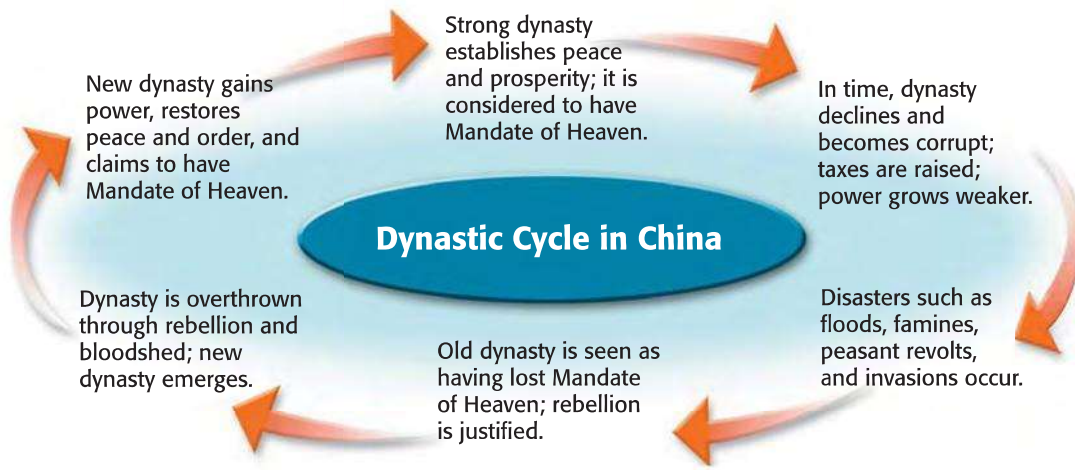 Strong dynasty
establishes peace
and prosperity; it is
considered to have
Mandate of Heaven.
In time, dynasty
declines and
becomes corrupt;
taxes are raised;
power grows weaker.
Disasters such as
floods, famines,
peasant revolts,
and invasions occur.
Old dynasty is seen as
having lost Mandate
of Heaven; rebellion
is justified.
Dynasty is overthrown
through rebellion and
bloodshed; new
dynasty emerges.
New dynasty gains
power, restores
peace and order, and
claims to have
Mandate of Heaven.
Dynastic Cycle in China